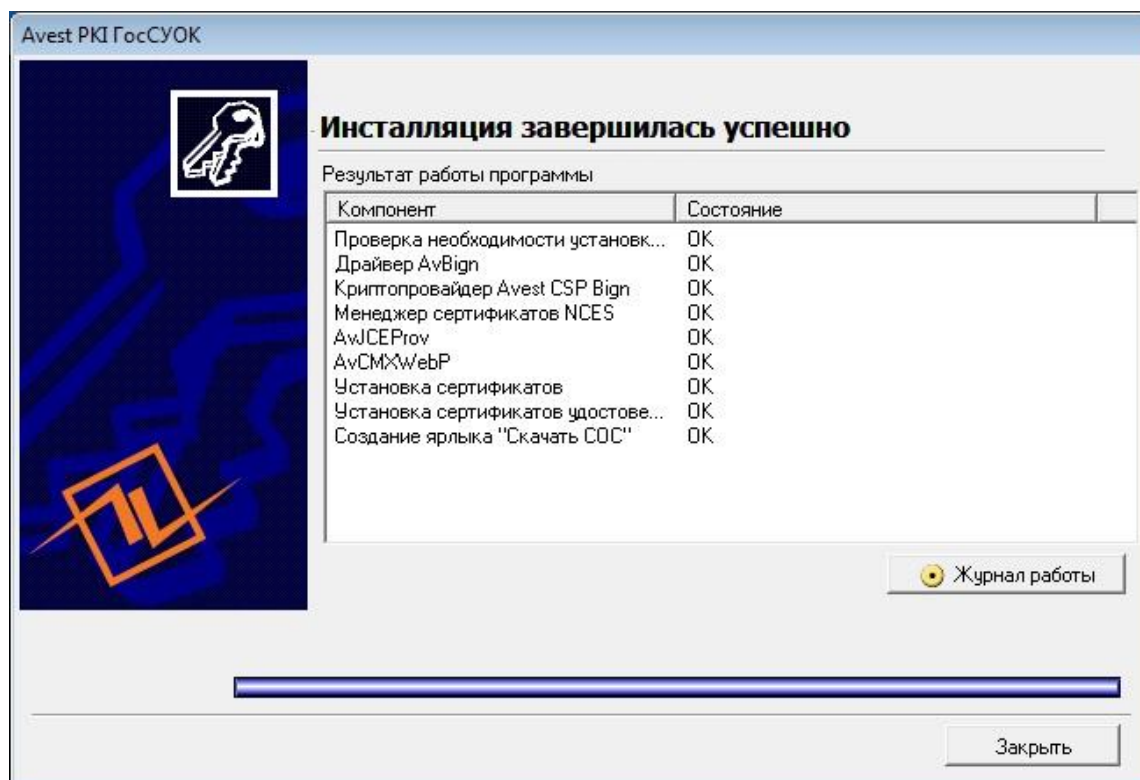 Avest PKI ГосСУОК
Инсталляция завершилась успешно
Результат работы программы
Компонент Состояние
Проверка необходимости установк... OK
Драйвер AvBign OK
Криптопровайдер Avest CSP Bign OK
Менеджер сертификатов NCES OK
AvJCEProv OK
AvCMXWebP OK
Установка сертификатов OK
Установка сертификатов удостове... OK
Создание ярлыка "Скачать СОС" OK
Журнал работы
Закрыть